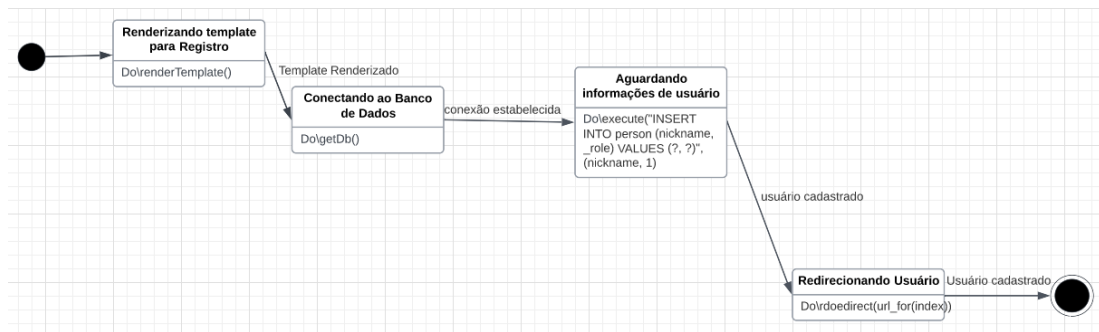 Renderizando template
para Registro
Do\renderTemplate()
Template Renderizado
Conectando ao Banco
de Dados
Do\getDb()
conexão estabelecida
Aguardando
informações de usuário
Do\execute("INSERT
INTO person (nickname,
_role) VALUES (?, ?)",
(nickname, 1)
usuário cadastrado
Redirecionando Usuário
Do\rdoedirect(url_for(index))
Usuário cadastrado